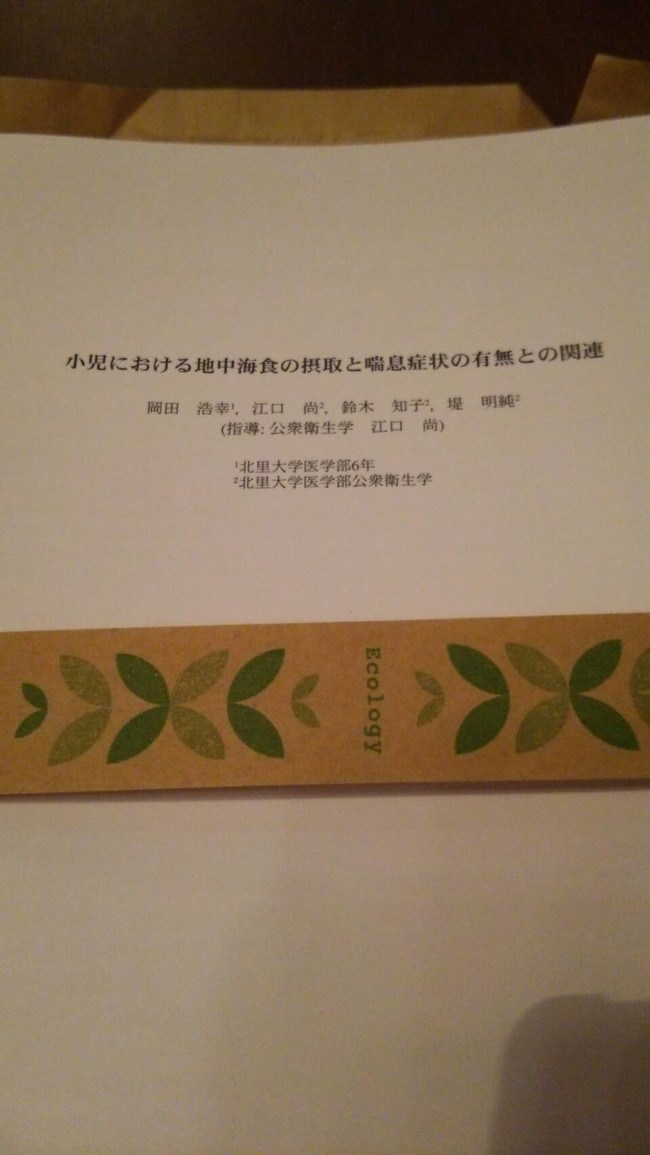 小児における地中海食の摂取と喘息症状の有無との関連
岡田　浩幸¹, 江口　尚², 鈴木　知子², 堤　明純²
(指導: 公衆衛生学　江口　尚)
¹北里大学医学部6年
²北里大学医学部公衆衛生学
Ecology